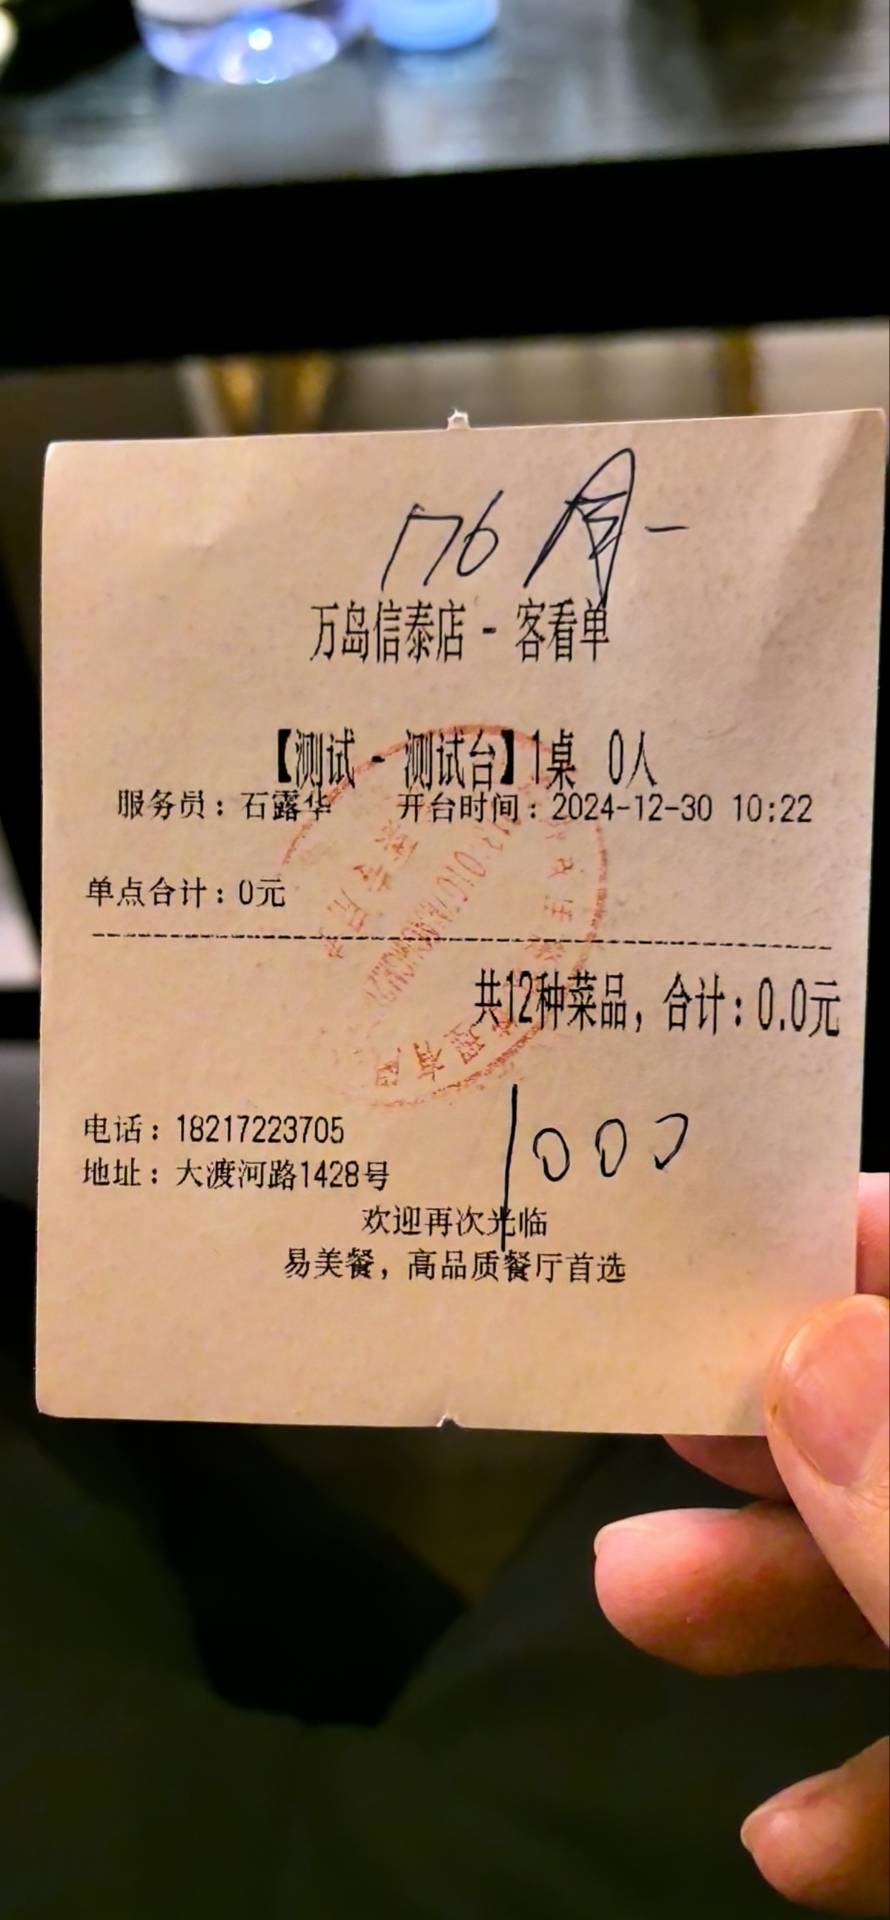 176 周一
万岛信泰店 - 客看单
【测试 - 测试台】1桌 0人
服务员：石露华 开台时间：2024-12-30 10:22
单点合计：0元
共12种菜品，合计：0.0元
电话：18217223705
1000
地址：大渡河路1428号
欢迎再次光临
易美餐，高品质餐厅首选